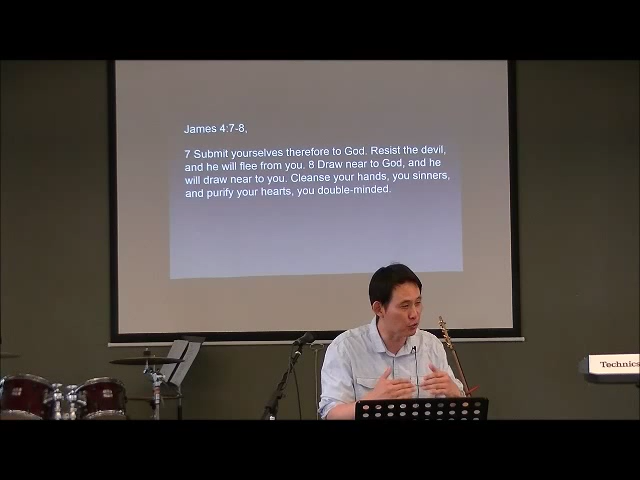 James 4:7-8,
7 Submit yourselves therefore to God. Resist the devil,
and he will flee from you. 8 Draw near to God, and he
will draw near to you. Cleanse your hands, you sinners,
and purify your hearts, you double-minded.
Technics